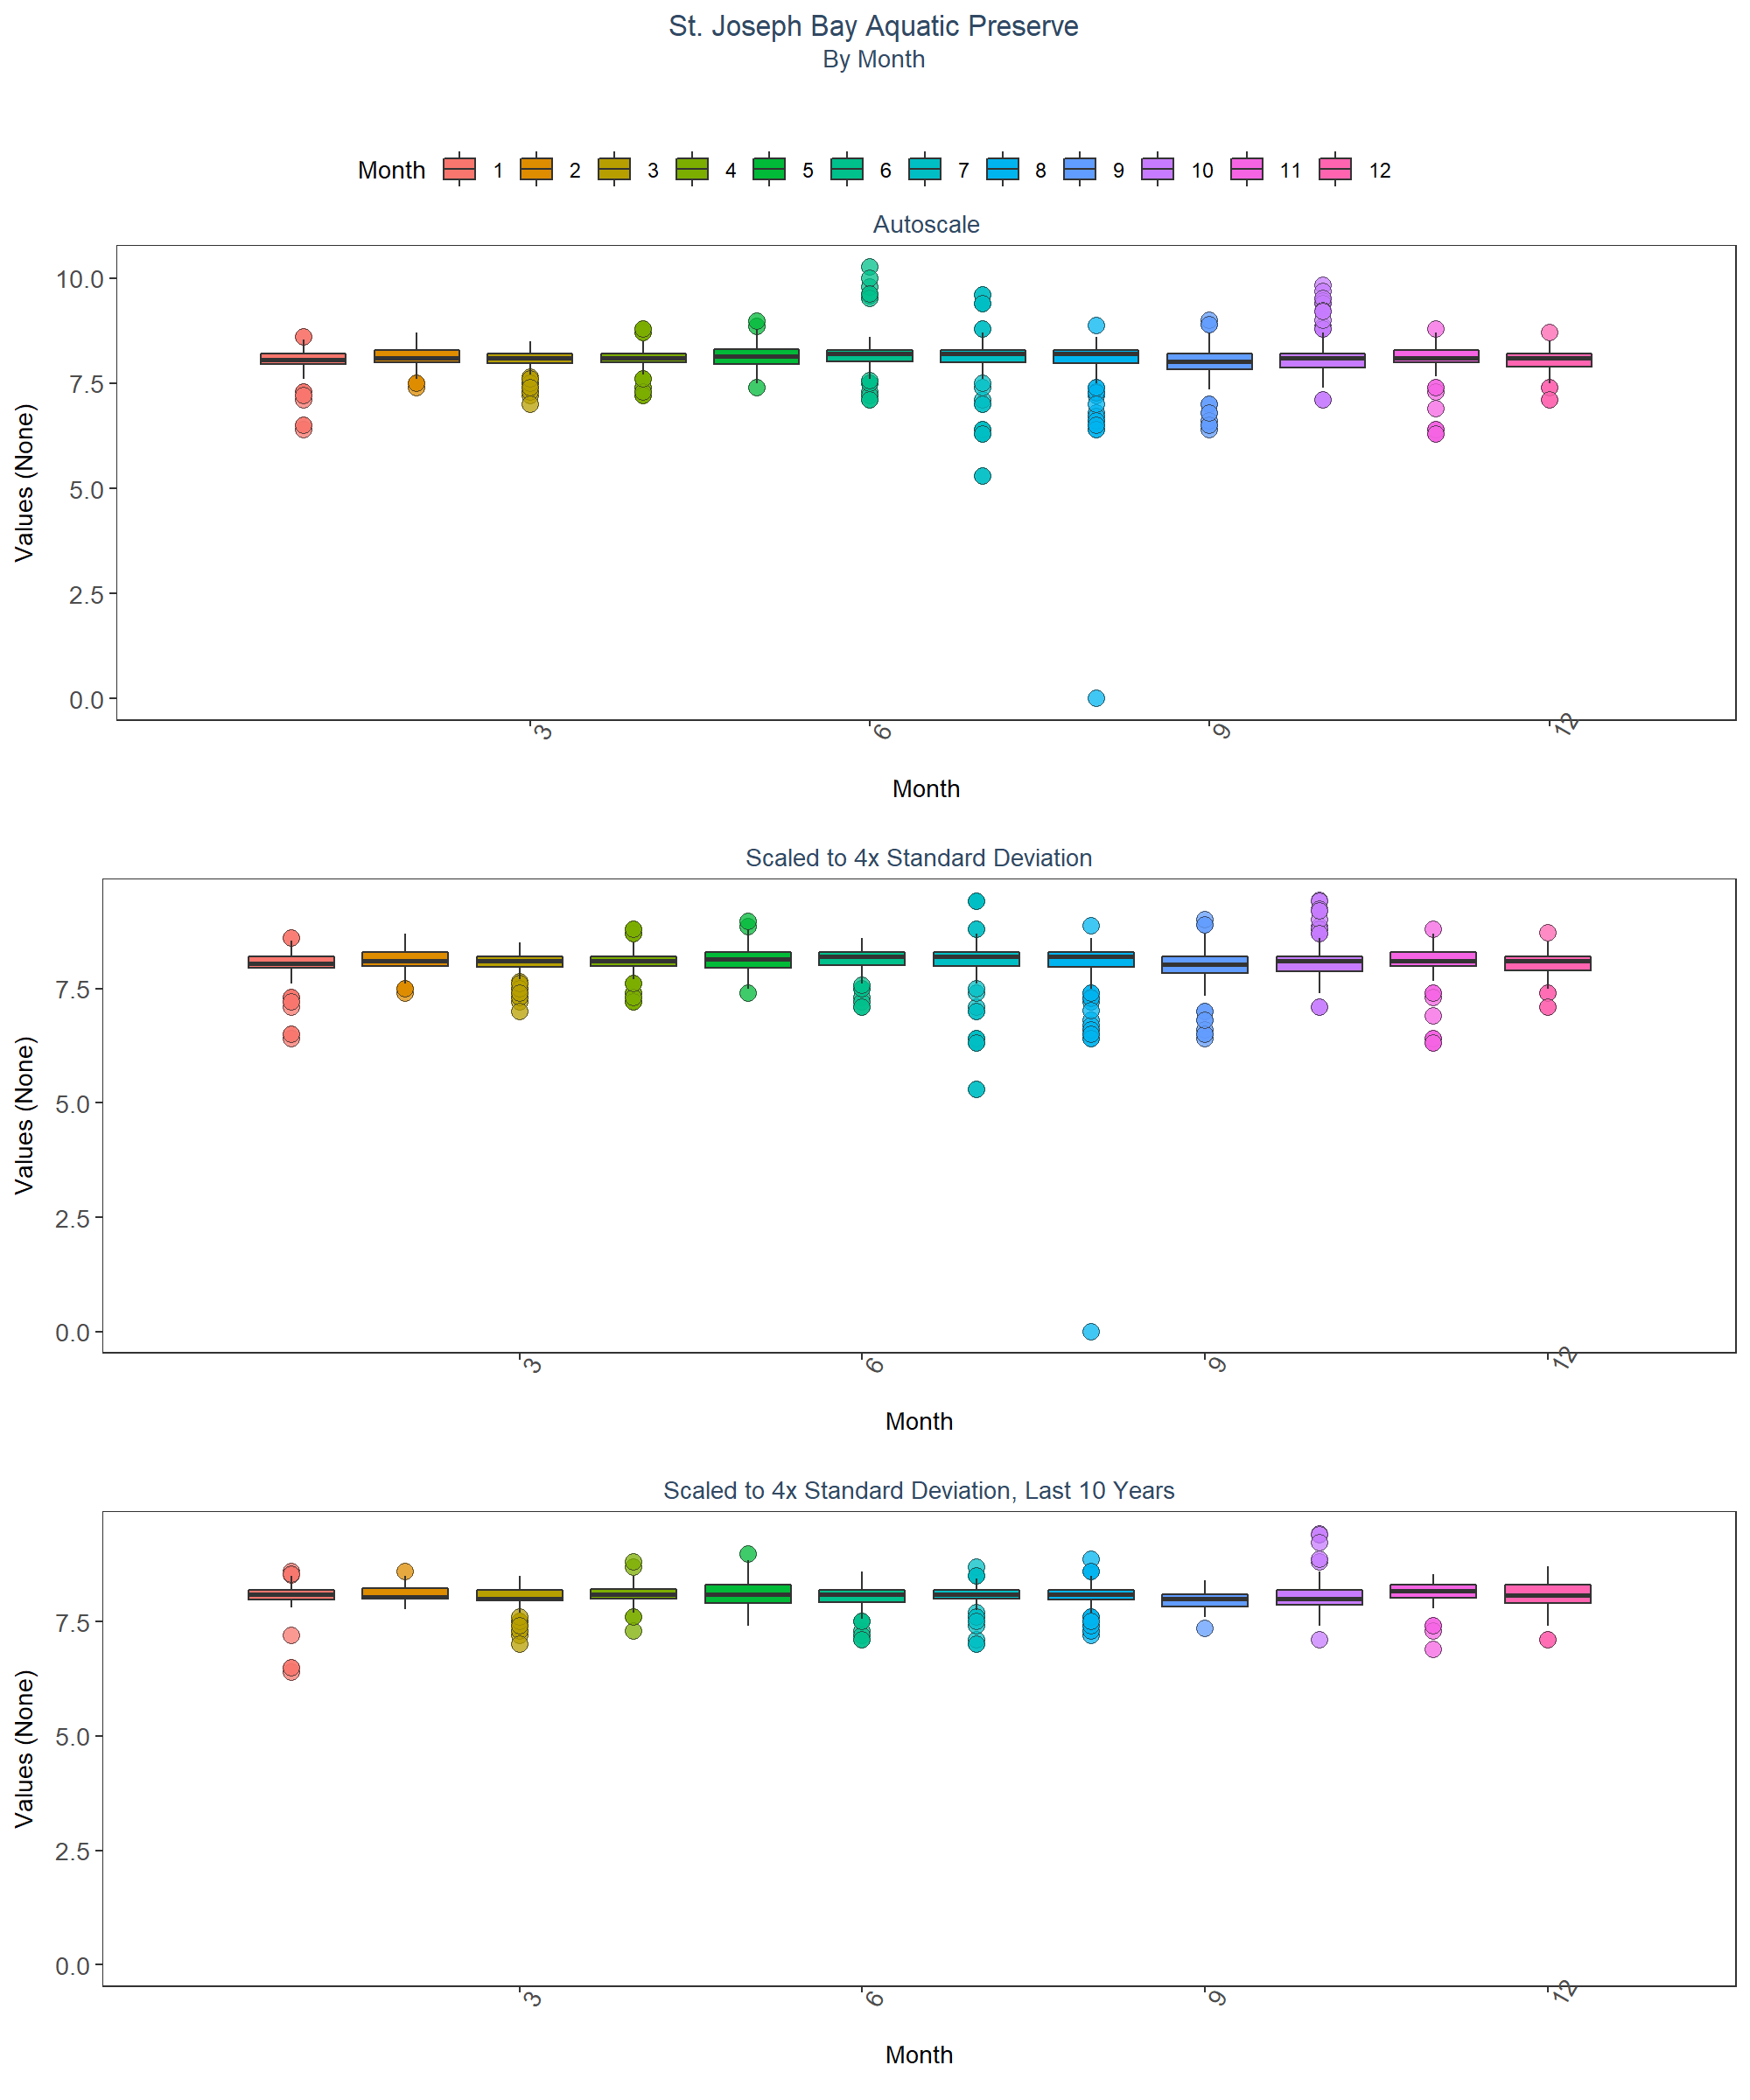 St. Joseph Bay Aquatic Preserve
By Month
Month 1 2 3 4 5 6 7 8 9 10 11 12
Autoscale
Values (None)
10.0
7.5
5.0
2.5
0.0
3 6 9 12
Month
Scaled to 4x Standard Deviation
Values (None)
7.5
5.0
2.5
0.0
3 6 9 12
Month
Scaled to 4x Standard Deviation, Last 10 Years
Values (None)
7.5
5.0
2.5
0.0
3 6 9 12
Month